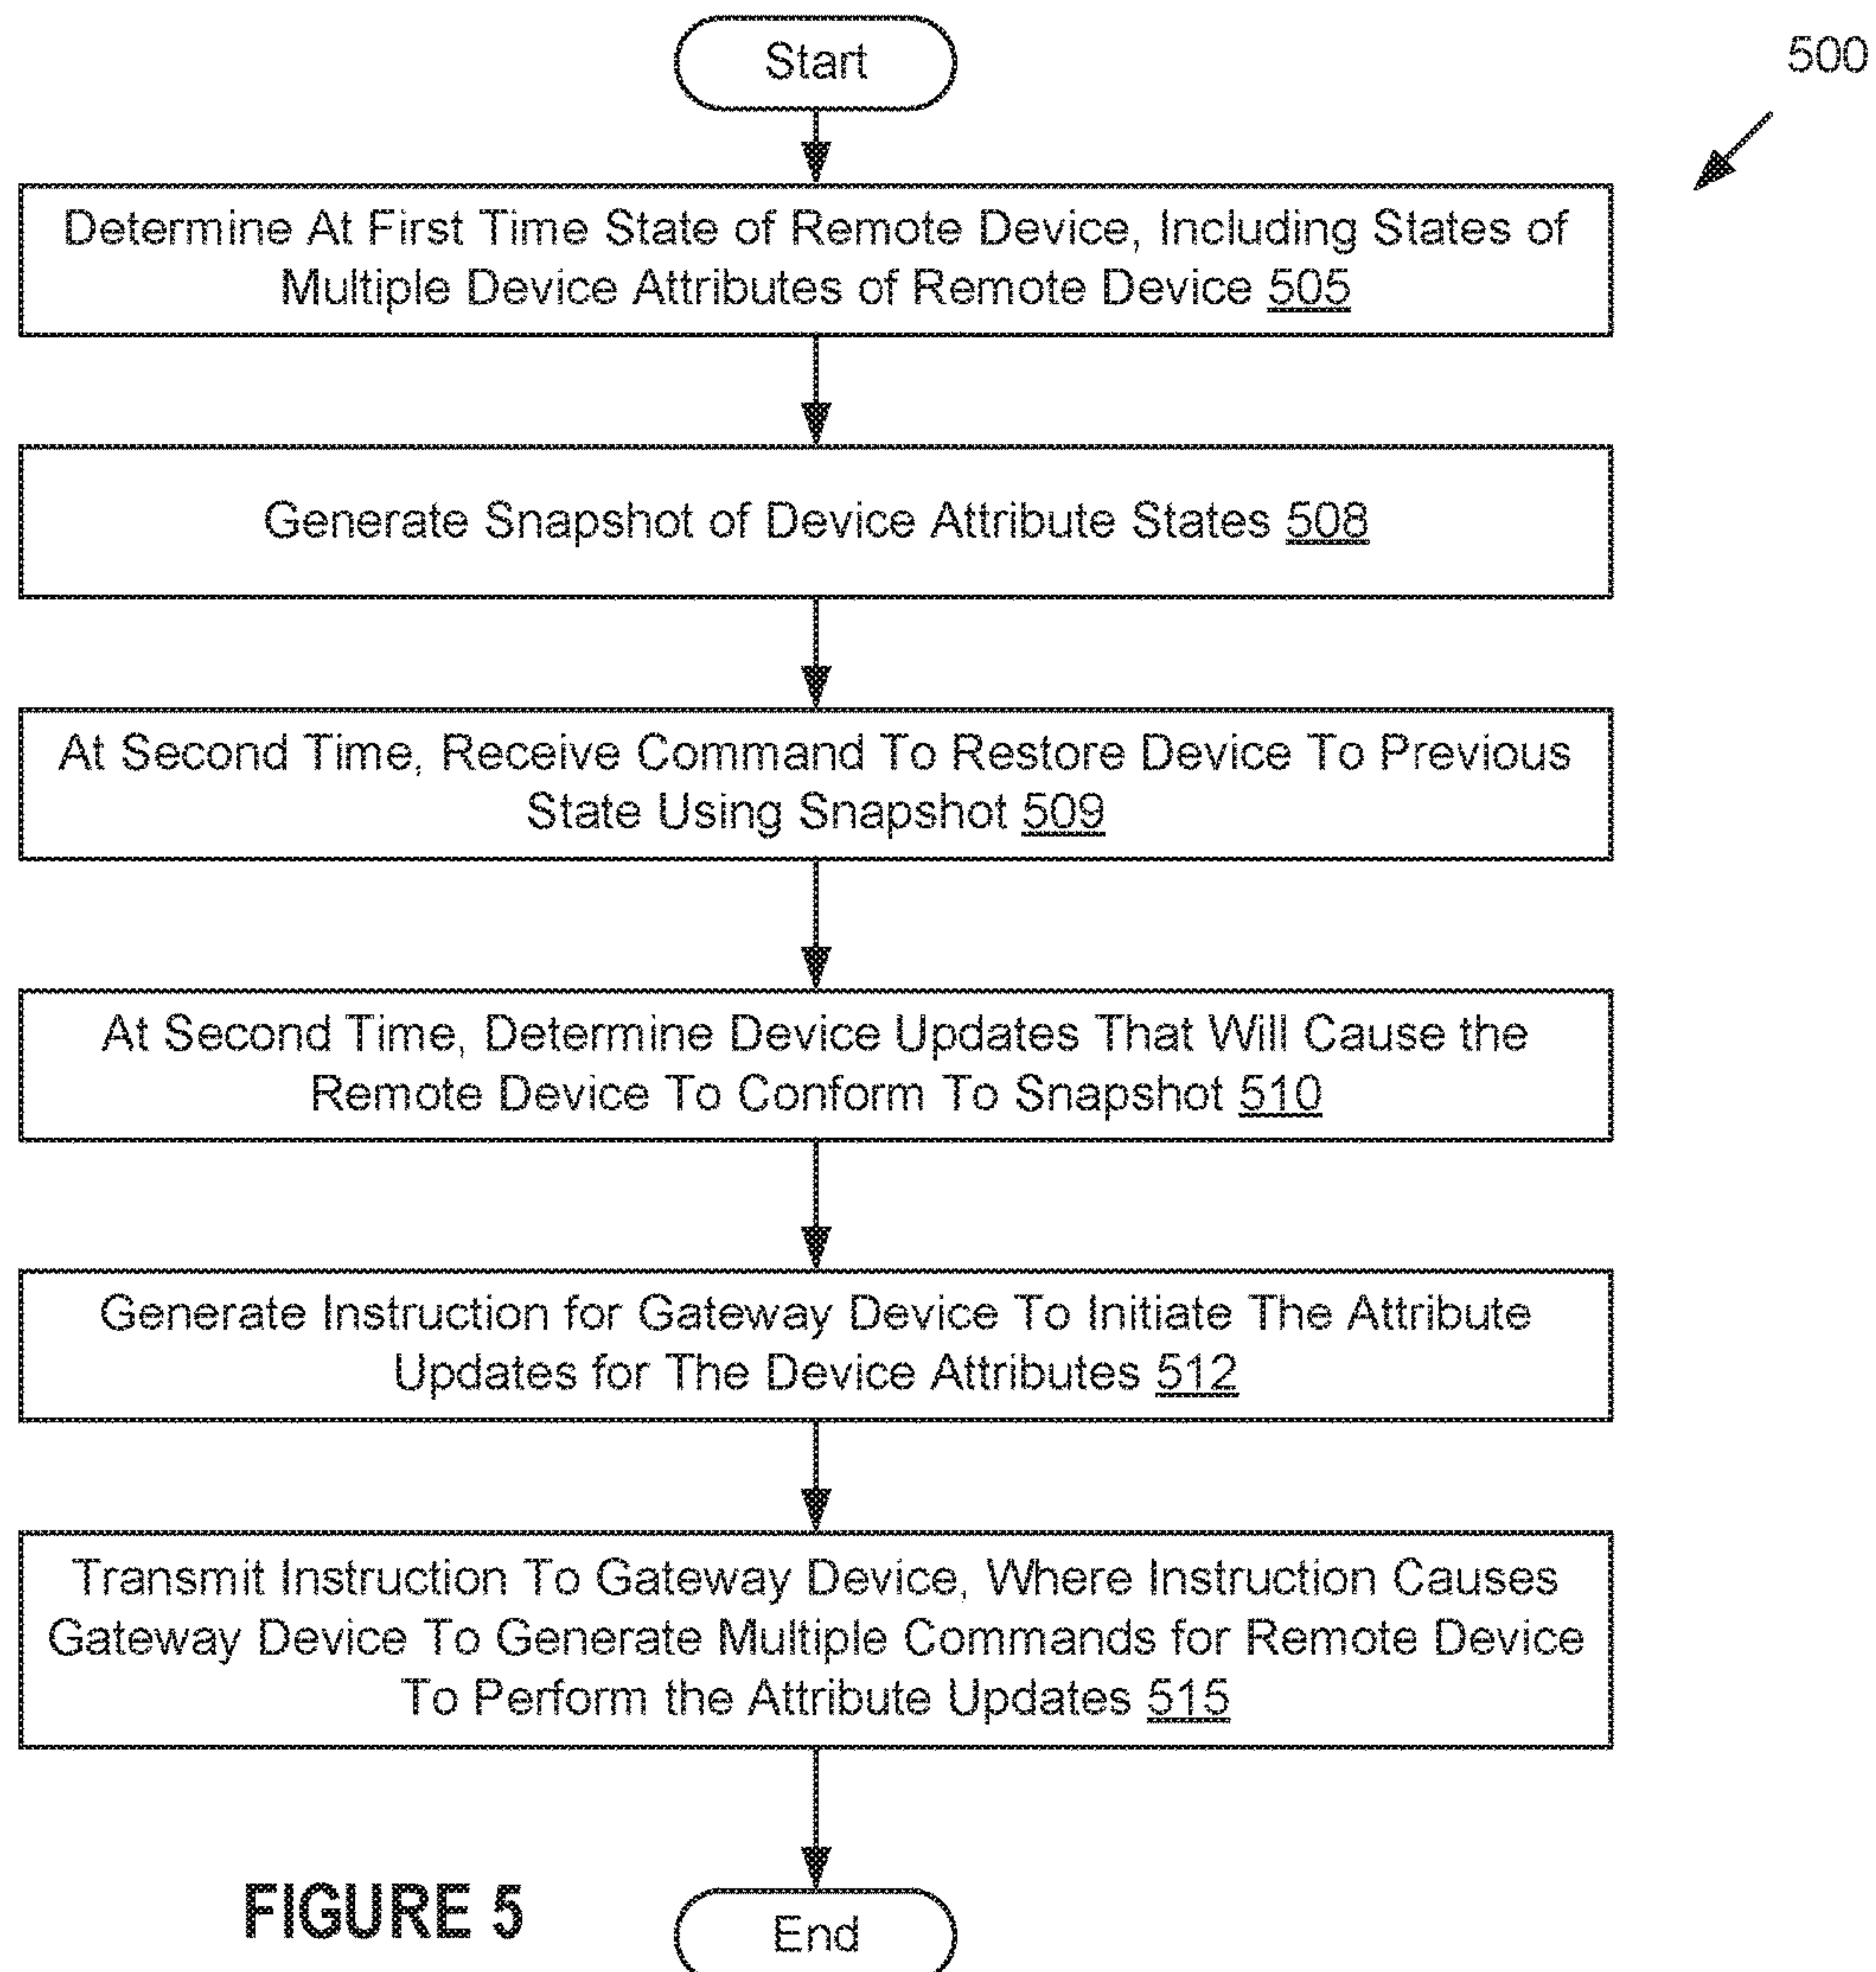 Start
500
Determine At First Time State of Remote Device, Including States of
Multiple Device Attributes of Remote Device 505
Generate Snapshot of Device Attribute States 508
At Second Time, Receive Command To Restore Device To Previous
State Using Snapshot 509
At Second Time, Determine Device Updates That Will Cause the
Remote Device To Conform To Snapshot 510
Generate Instruction for Gateway Device To Initiate The Attribute
Updates for The Device Attributes 512
Transmit Instruction To Gateway Device, Where Instruction Causes
Gateway Device To Generate Multiple Commands for Remote Device
To Perform the Attribute Updates 515
FIGURE 5
End